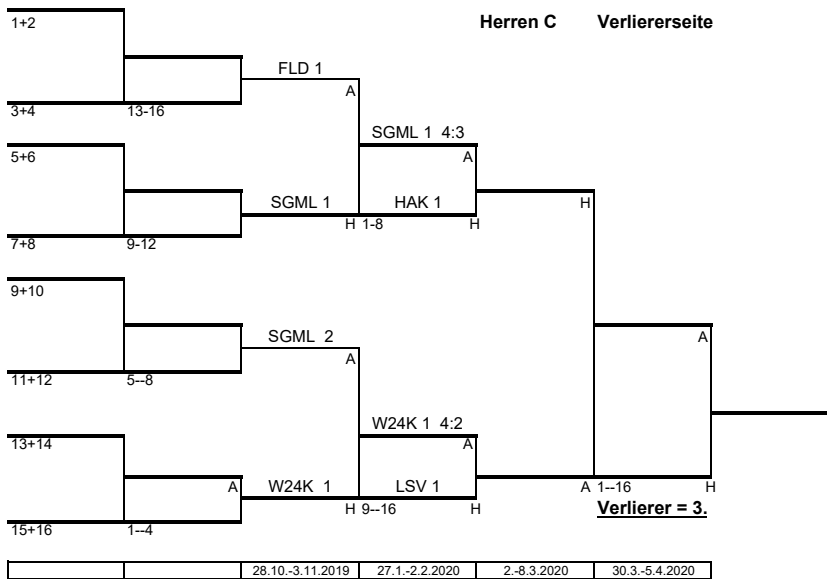 Herren C Verliererseite
1+2
FLD 1
A
3+4 13-16
SGML 1 4:3
5+6
A
SGML 1 HAK 1 H
7+8 9-12 H 1-8 H
9+10
SGML 2
A A
11+12 5--8
W24K 1 4:2
13+14
A
A W24K 1 LSV 1 A 1--16 H
H 9--16 H
15+16 1--4 Verlierer = 3.
28.10.-3.11.2019 27.1.-2.2.2020 2.-8.3.2020 30.3.-5.4.2020